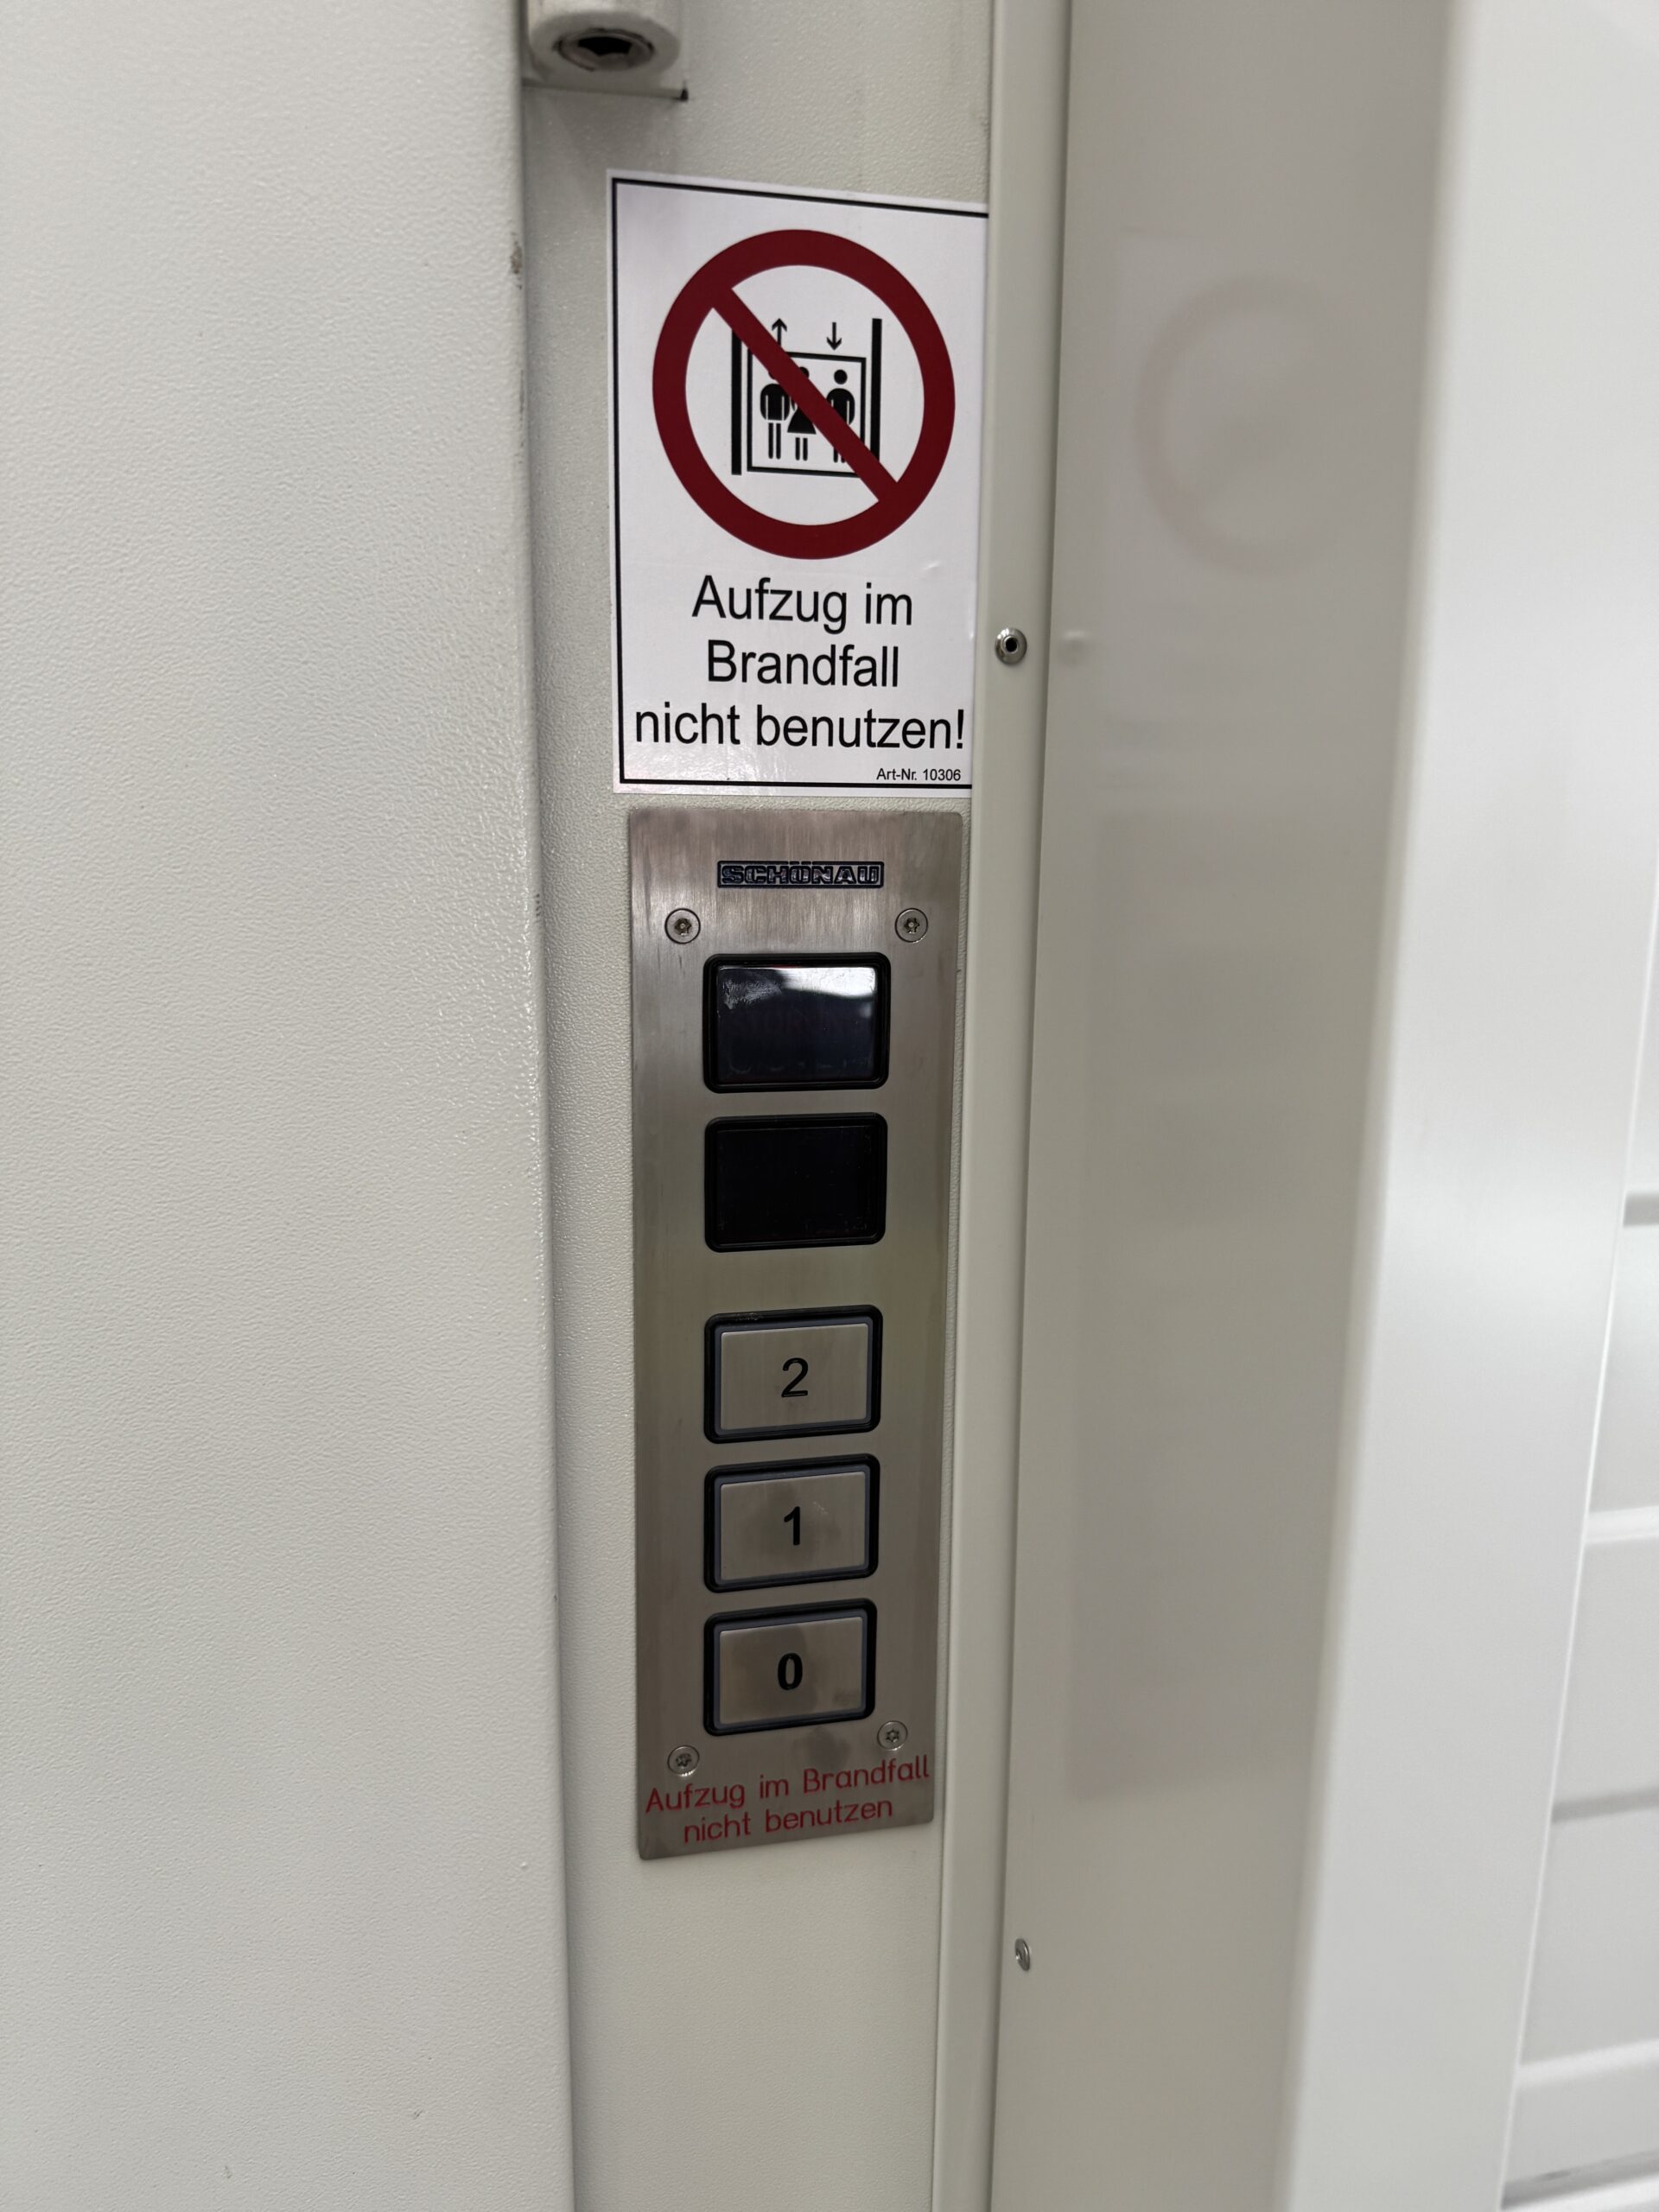 Aufzug im
Brandfall
nicht benutzen!
Art-Nr. 10306
SCHÖNAU
2
1
0
Aufzug im Brandfall
nicht benutzen